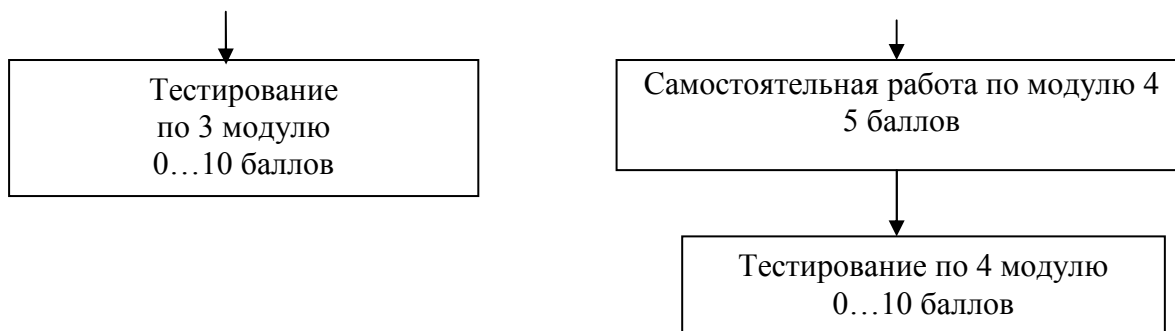 Тестирование
по 3 модулю
0…10 баллов
Самостоятельная работа по модулю 4
5 баллов
Тестирование по 4 модулю
0…10 баллов